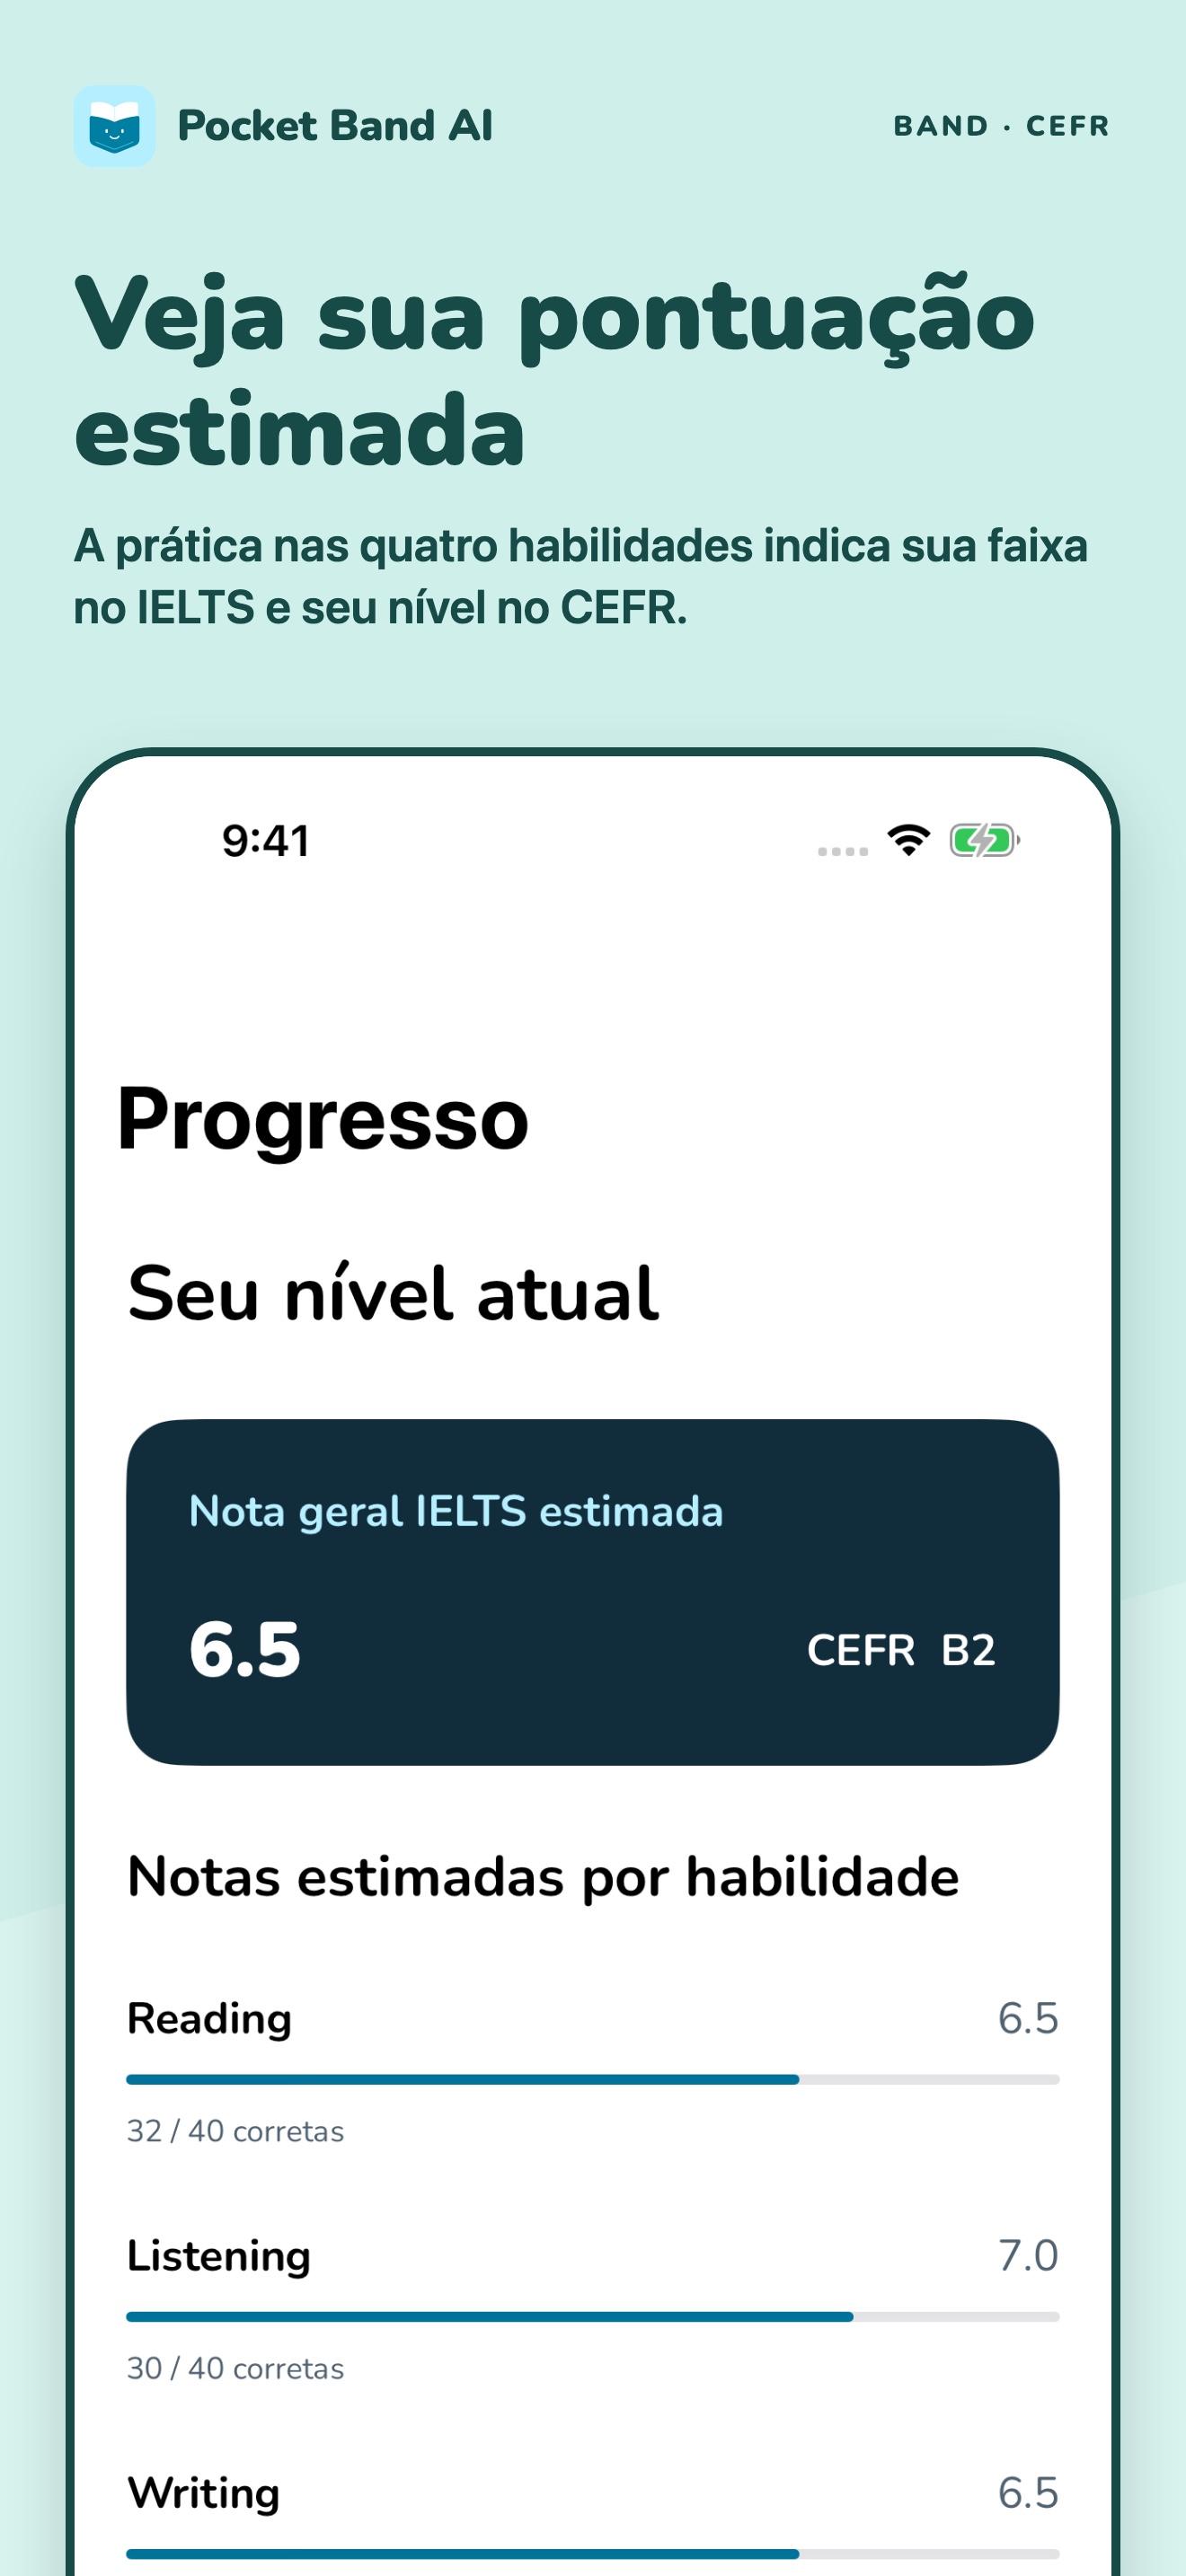 Pocket Band AI
BAND · CEFR
Veja sua pontuação
estimada
A prática nas quatro habilidades indica sua faixa
no IELTS e seu nível no CEFR.
9:41
Progresso
Seu nível atual
Nota geral IELTS estimada
6.5
CEFR B2
Notas estimadas por habilidade
Reading 6.5
32 / 40 corretas
Listening 7.0
30 / 40 corretas
Writing 6.5